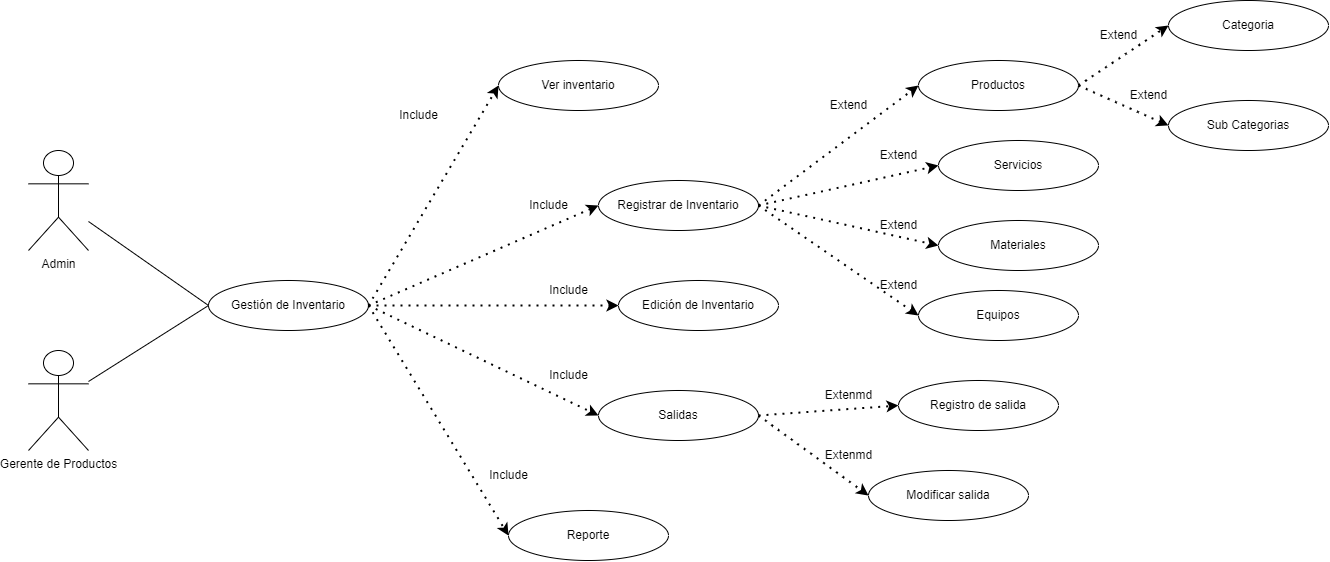 Categoria
Extend
Ver inventario
Productos
Extend
Sub Categorias
Extend
Include
Extend
Servicios
Admin
Include
Registrar de Inventario
Extend
Materiales
Gestión de Inventario
Include
Edición de Inventario
Extend
Equipos
Include
Extenmd
Registro de salida
Salidas
Gerente de Productos
Extenmd
Include
Modificar salida
Reporte